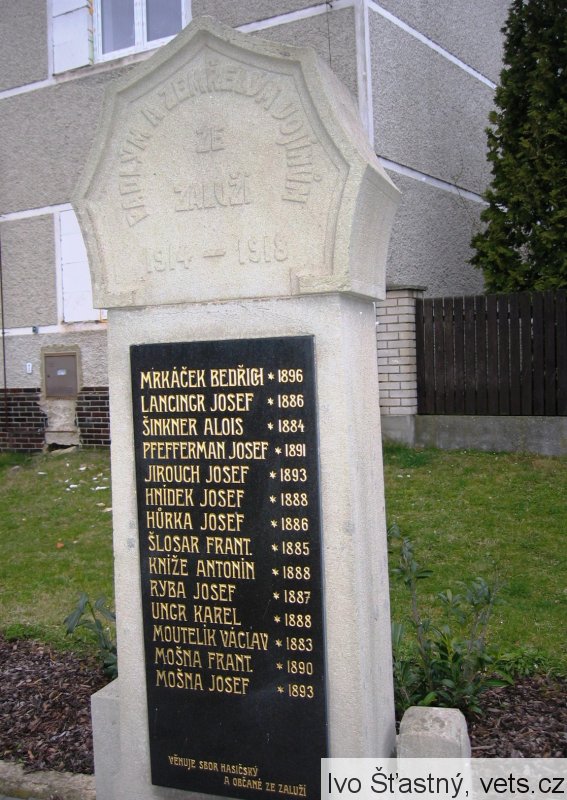 PADLÝM A ZEMŘELÝM VOJÍNŮM
ZE
ZALUŽÍ
1914 — 1918
MRKÁČEK BEDŘICH * 1896
LANCINGR JOSEF * 1886
ŠINKNER ALOIS * 1884
PFEFFERMAN JOSEF * 1891
JIROUCH JOSEF * 1893
HNÍDEK JOSEF * 1888
HŮRKA JOSEF * 1886
ŠLOSAR FRANT. * 1885
KNÍŽE ANTONÍN * 1888
RYBA JOSEF * 1887
UNGR KAREL * 1888
MOUTELÍK VÁCLAV * 1883
MOŠNA FRANT. * 1890
MOŠNA JOSEF * 1893
VĚNUJE SBOR HASIČSKÝ
A OBČANÉ ZE ZALUŽÍ
Ivo Šťastný, vets.cz